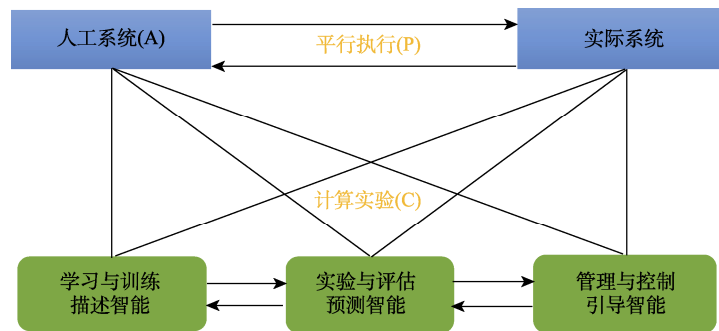 人工系统(A)
平行执行(P)
实际系统
计算实验(C)
学习与训练
描述智能
实验与评估
预测智能
管理与控制
引导智能